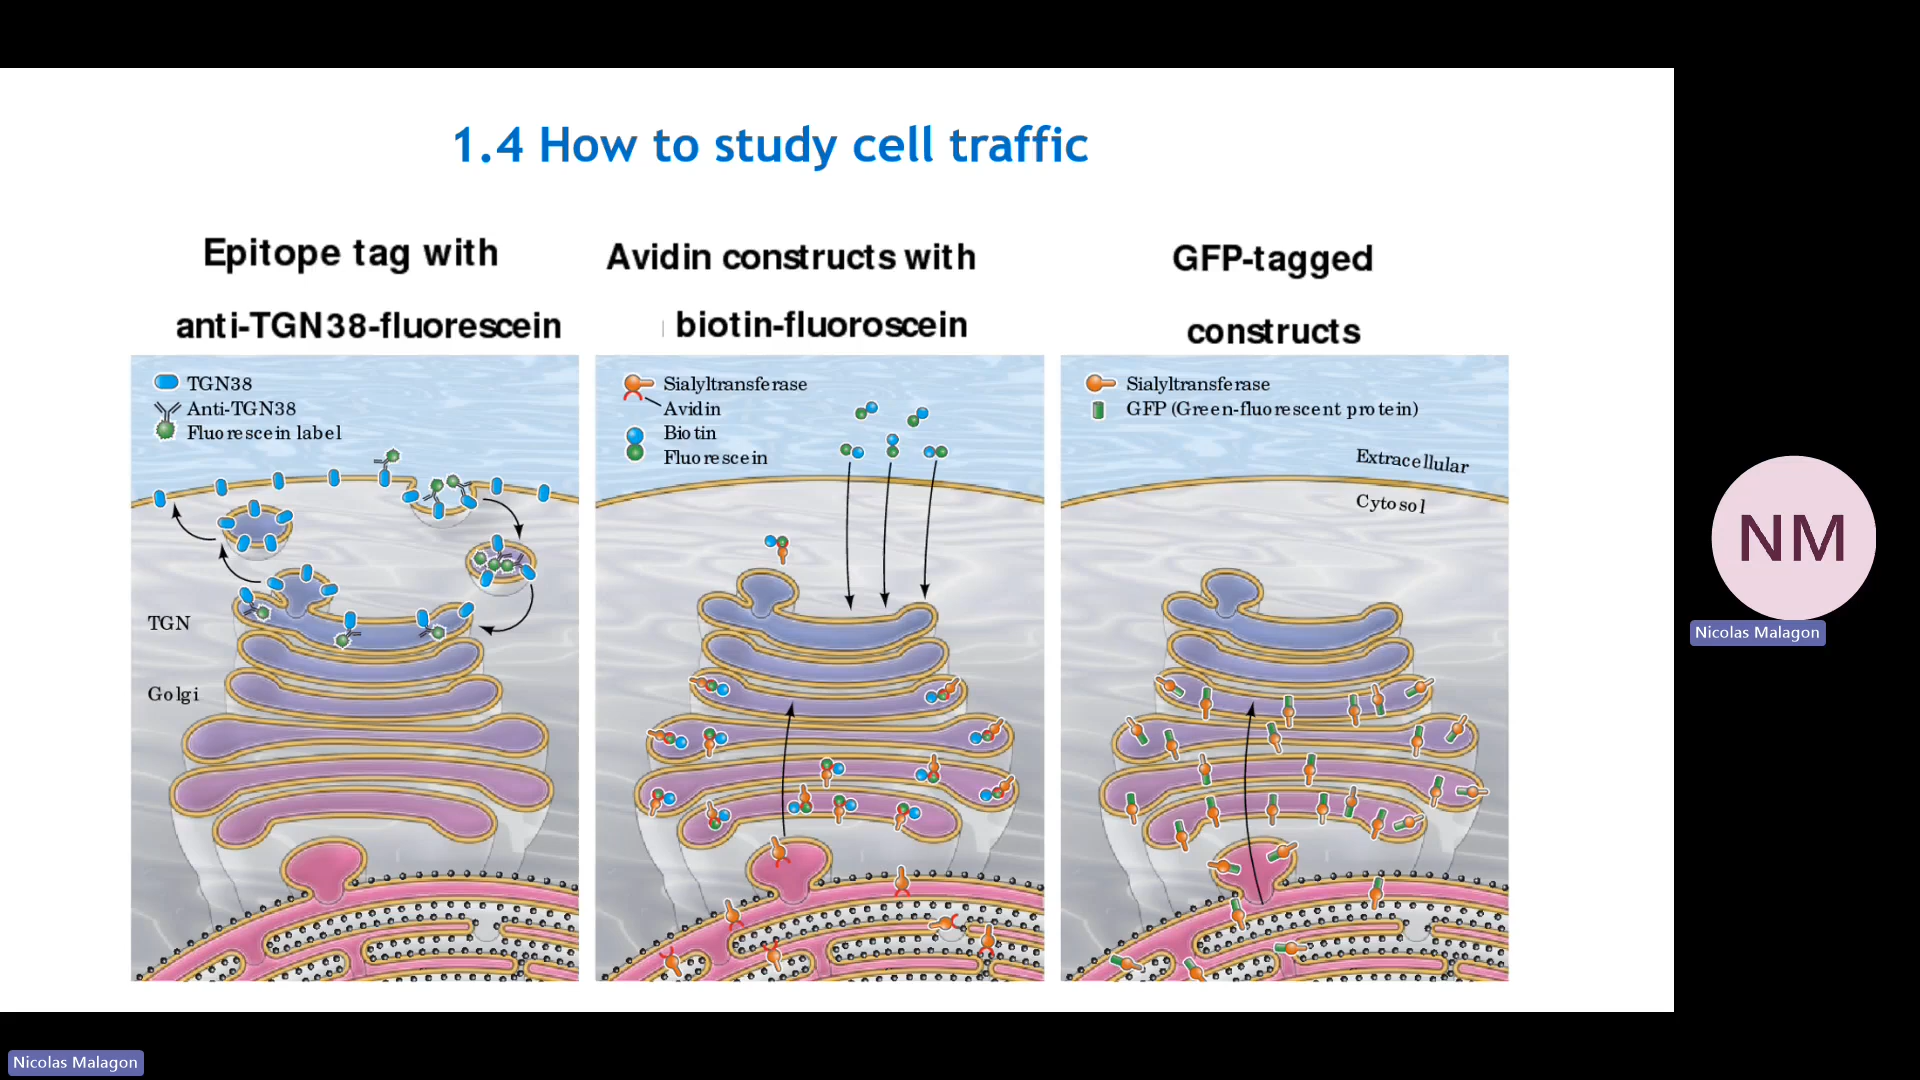 1.4 How to study cell traffic
Epitope tag with
anti-TGN38-fluorescein
Avidin constructs with
biotin-fluoroscein
GFP-tagged
constructs
TGN38
Anti-TGN38
Fluorescein label
TGN
Golgi
Sialyltransferase
Avidin
Biotin
Fluorescein
Sialyltransferase
GFP (Green-fluorescent protein)
Extracellular
Cytosol
NM
Nicolas Malagon
Nicolas Malagon